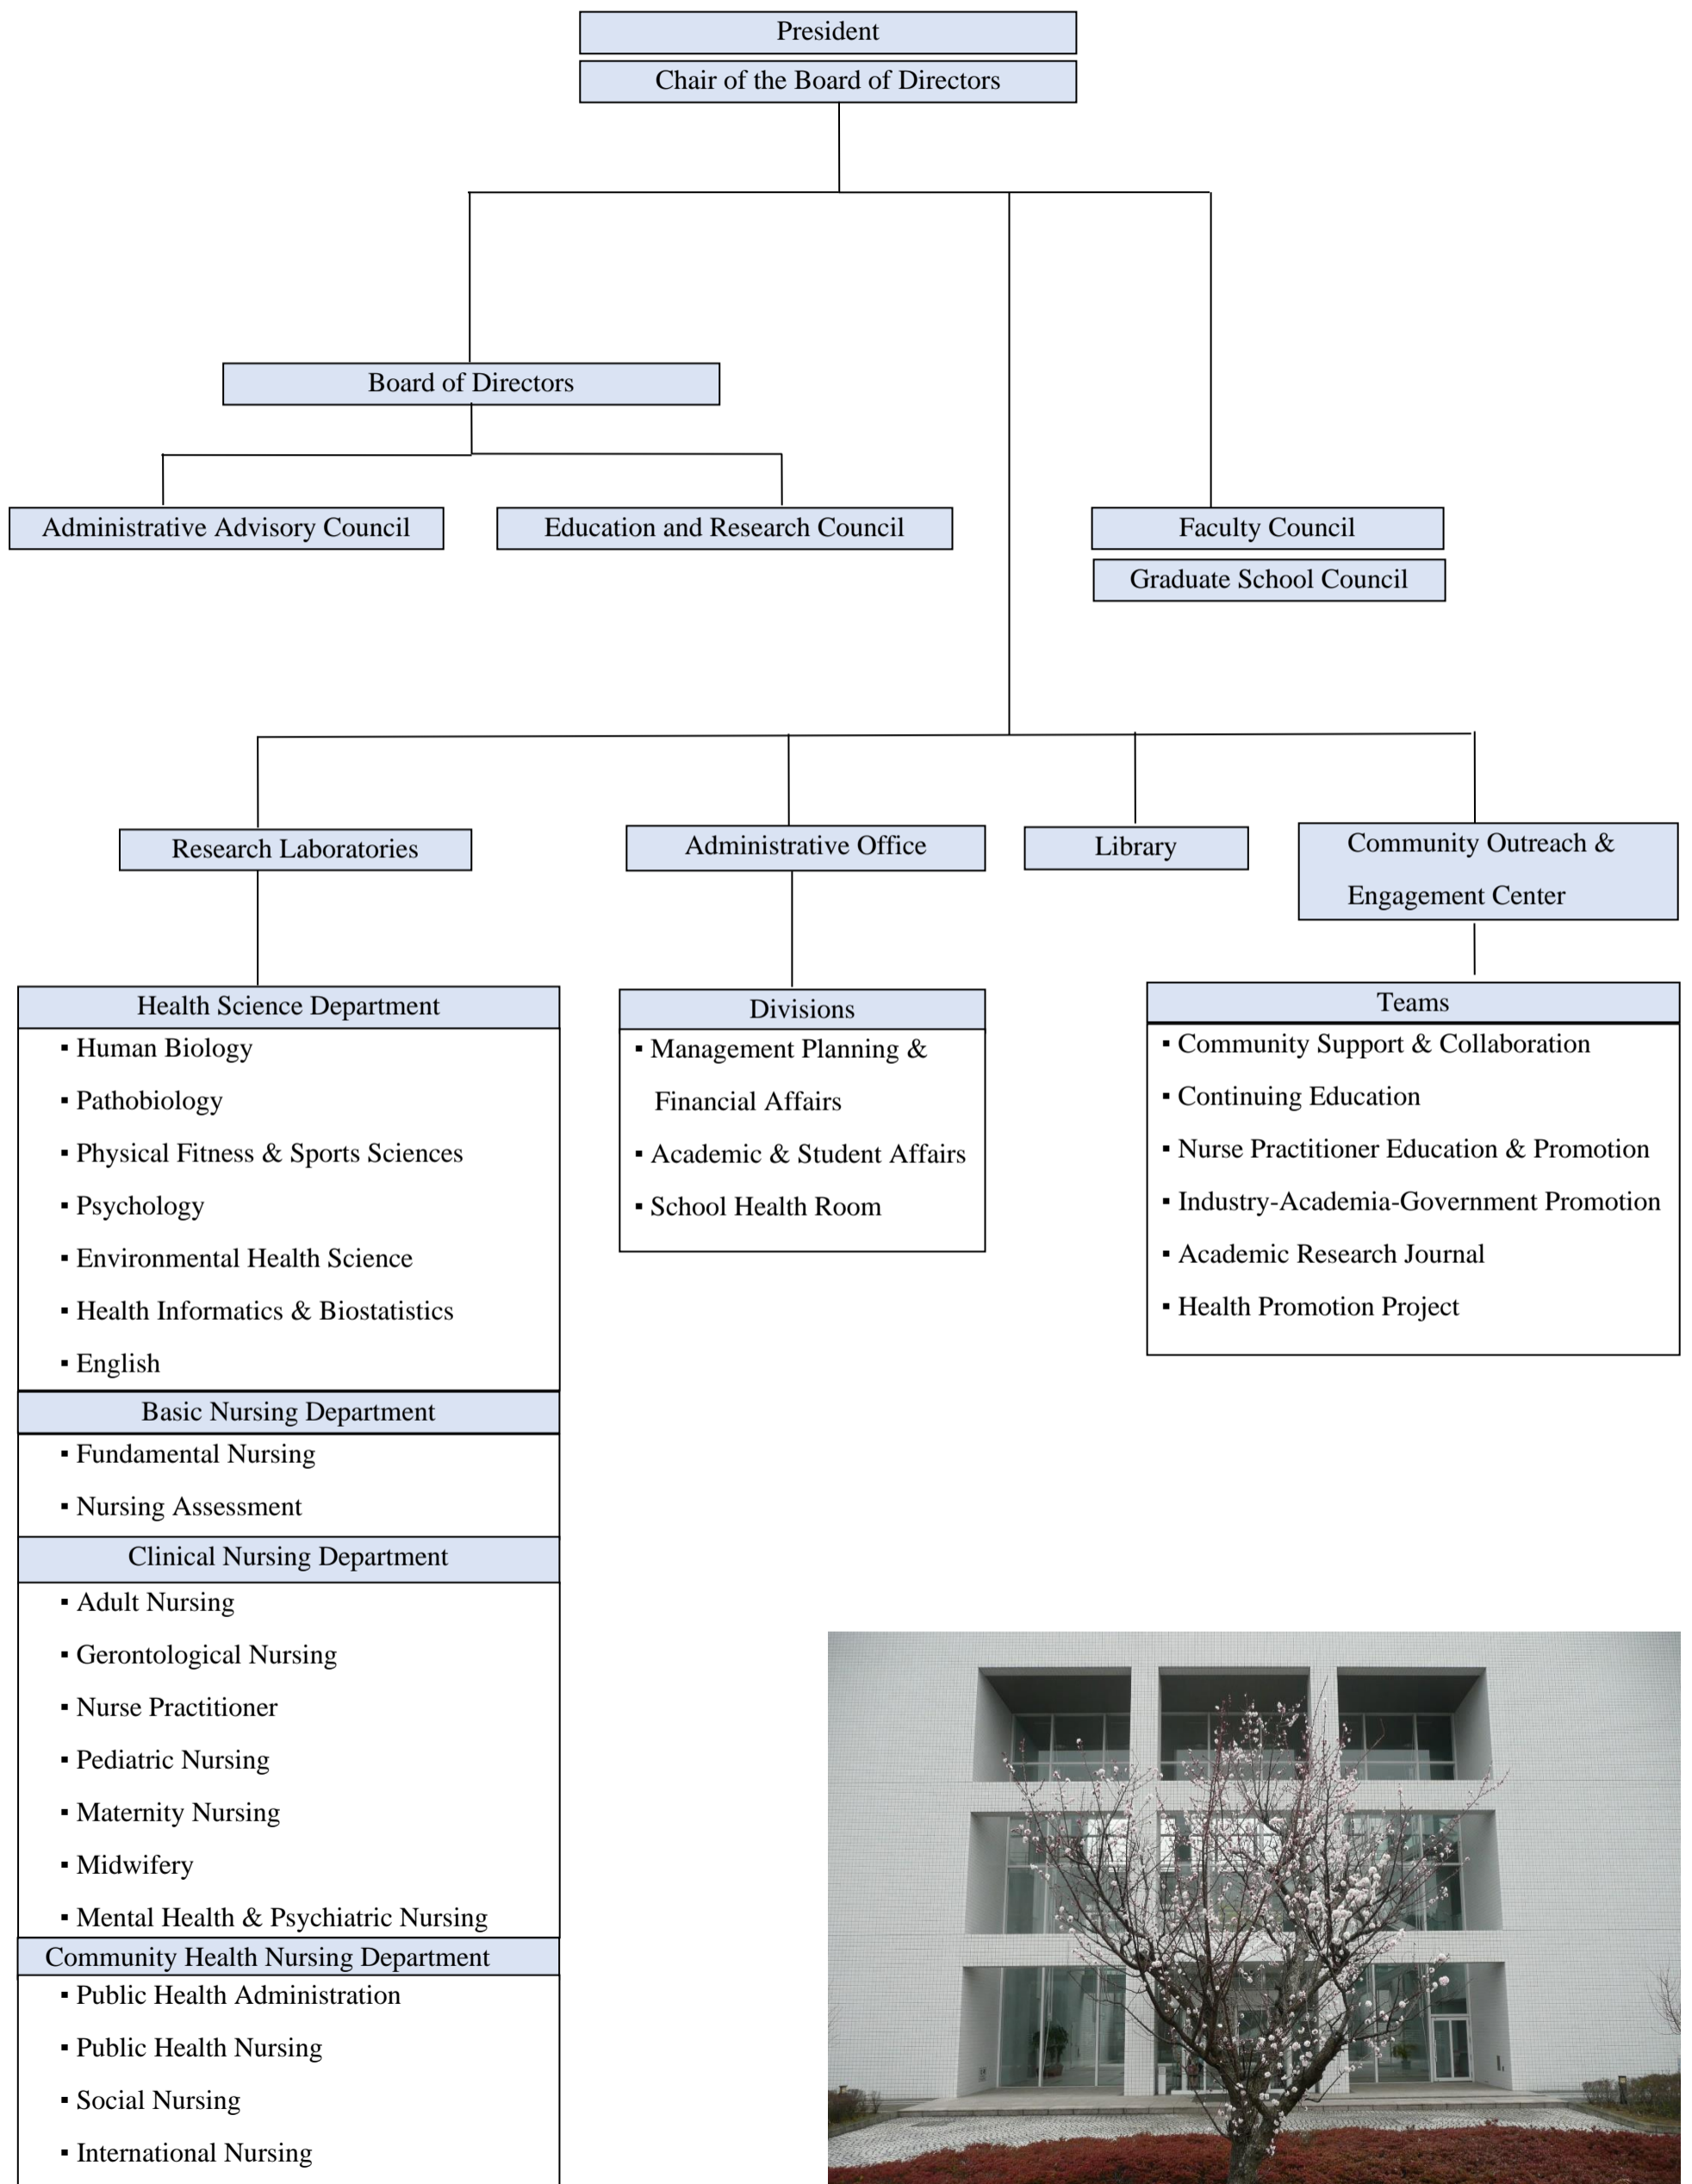 President
Chair of the Board of Directors
Board of Directors
Administrative Advisory Council
Education and Research Council
Faculty Council
Graduate School Council
Research Laboratories
Administrative Office
Library
Community Outreach &
Engagement Center
Health Science Department
▪ Human Biology
▪ Pathobiology
▪ Physical Fitness & Sports Sciences
▪ Psychology
▪ Environmental Health Science
▪ Health Informatics & Biostatistics
▪ English
Basic Nursing Department
▪ Fundamental Nursing
▪ Nursing Assessment
Clinical Nursing Department
▪ Adult Nursing
▪ Gerontological Nursing
▪ Nurse Practitioner
▪ Pediatric Nursing
▪ Maternity Nursing
▪ Midwifery
▪ Mental Health & Psychiatric Nursing
Community Health Nursing Department
▪ Public Health Administration
▪ Public Health Nursing
▪ Social Nursing
▪ International Nursing
Divisions
▪ Management Planning &
Financial Affairs
▪ Academic & Student Affairs
▪ School Health Room
Teams
▪ Community Support & Collaboration
▪ Continuing Education
▪ Nurse Practitioner Education & Promotion
▪ Industry-Academia-Government Promotion
▪ Academic Research Journal
▪ Health Promotion Project